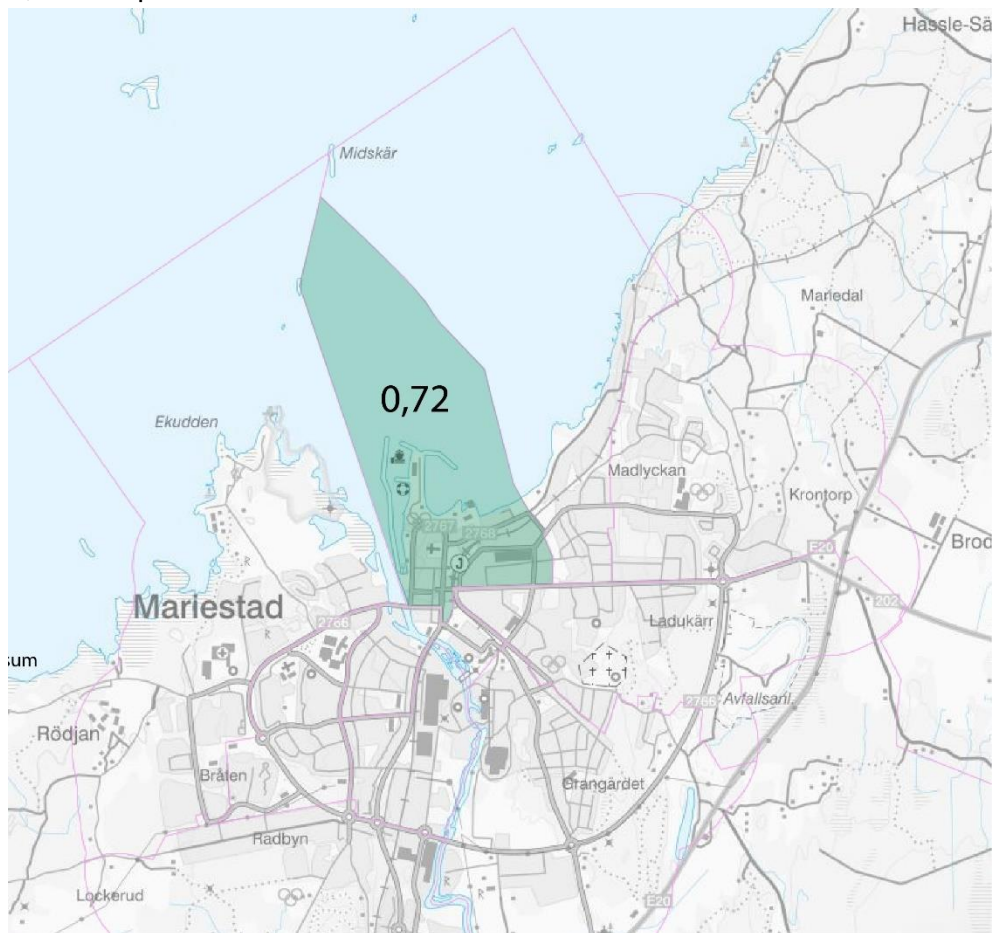 Hassle-Sä
Midskär
Mariedal
0,72
Ekudden
Madlyckan
Krontorp
2767
2768
E20
Brod
J
Mariestad
2766
202
Ladukärr
sum
2766
Avfallsanl.
Rödjan
Bråten
Grangärdet
Radbyn
Lockerud
E20